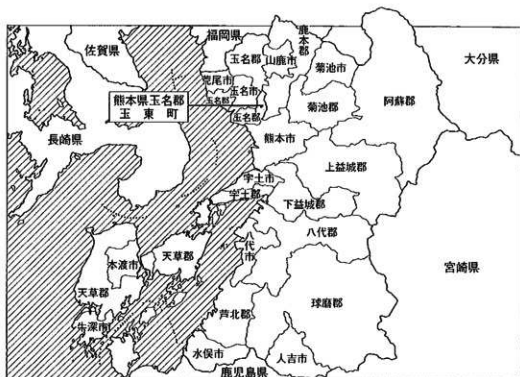 佐賀県
福岡県
鹿本郡
大分県
玉名郡
山鹿市
菊池市
荒尾市
玉名市
玉名郡
菊池郡
阿蘇郡
熊本県玉名郡
玉東町
玉名郡
長崎県
熊本市
上益城郡
宇土市
宇土郡
下益城郡
八代郡
八代市
宮崎県
本渡市
天草郡
天草郡
牛深市
球磨郡
芦北郡
水俣市
人吉市
鹿児島県